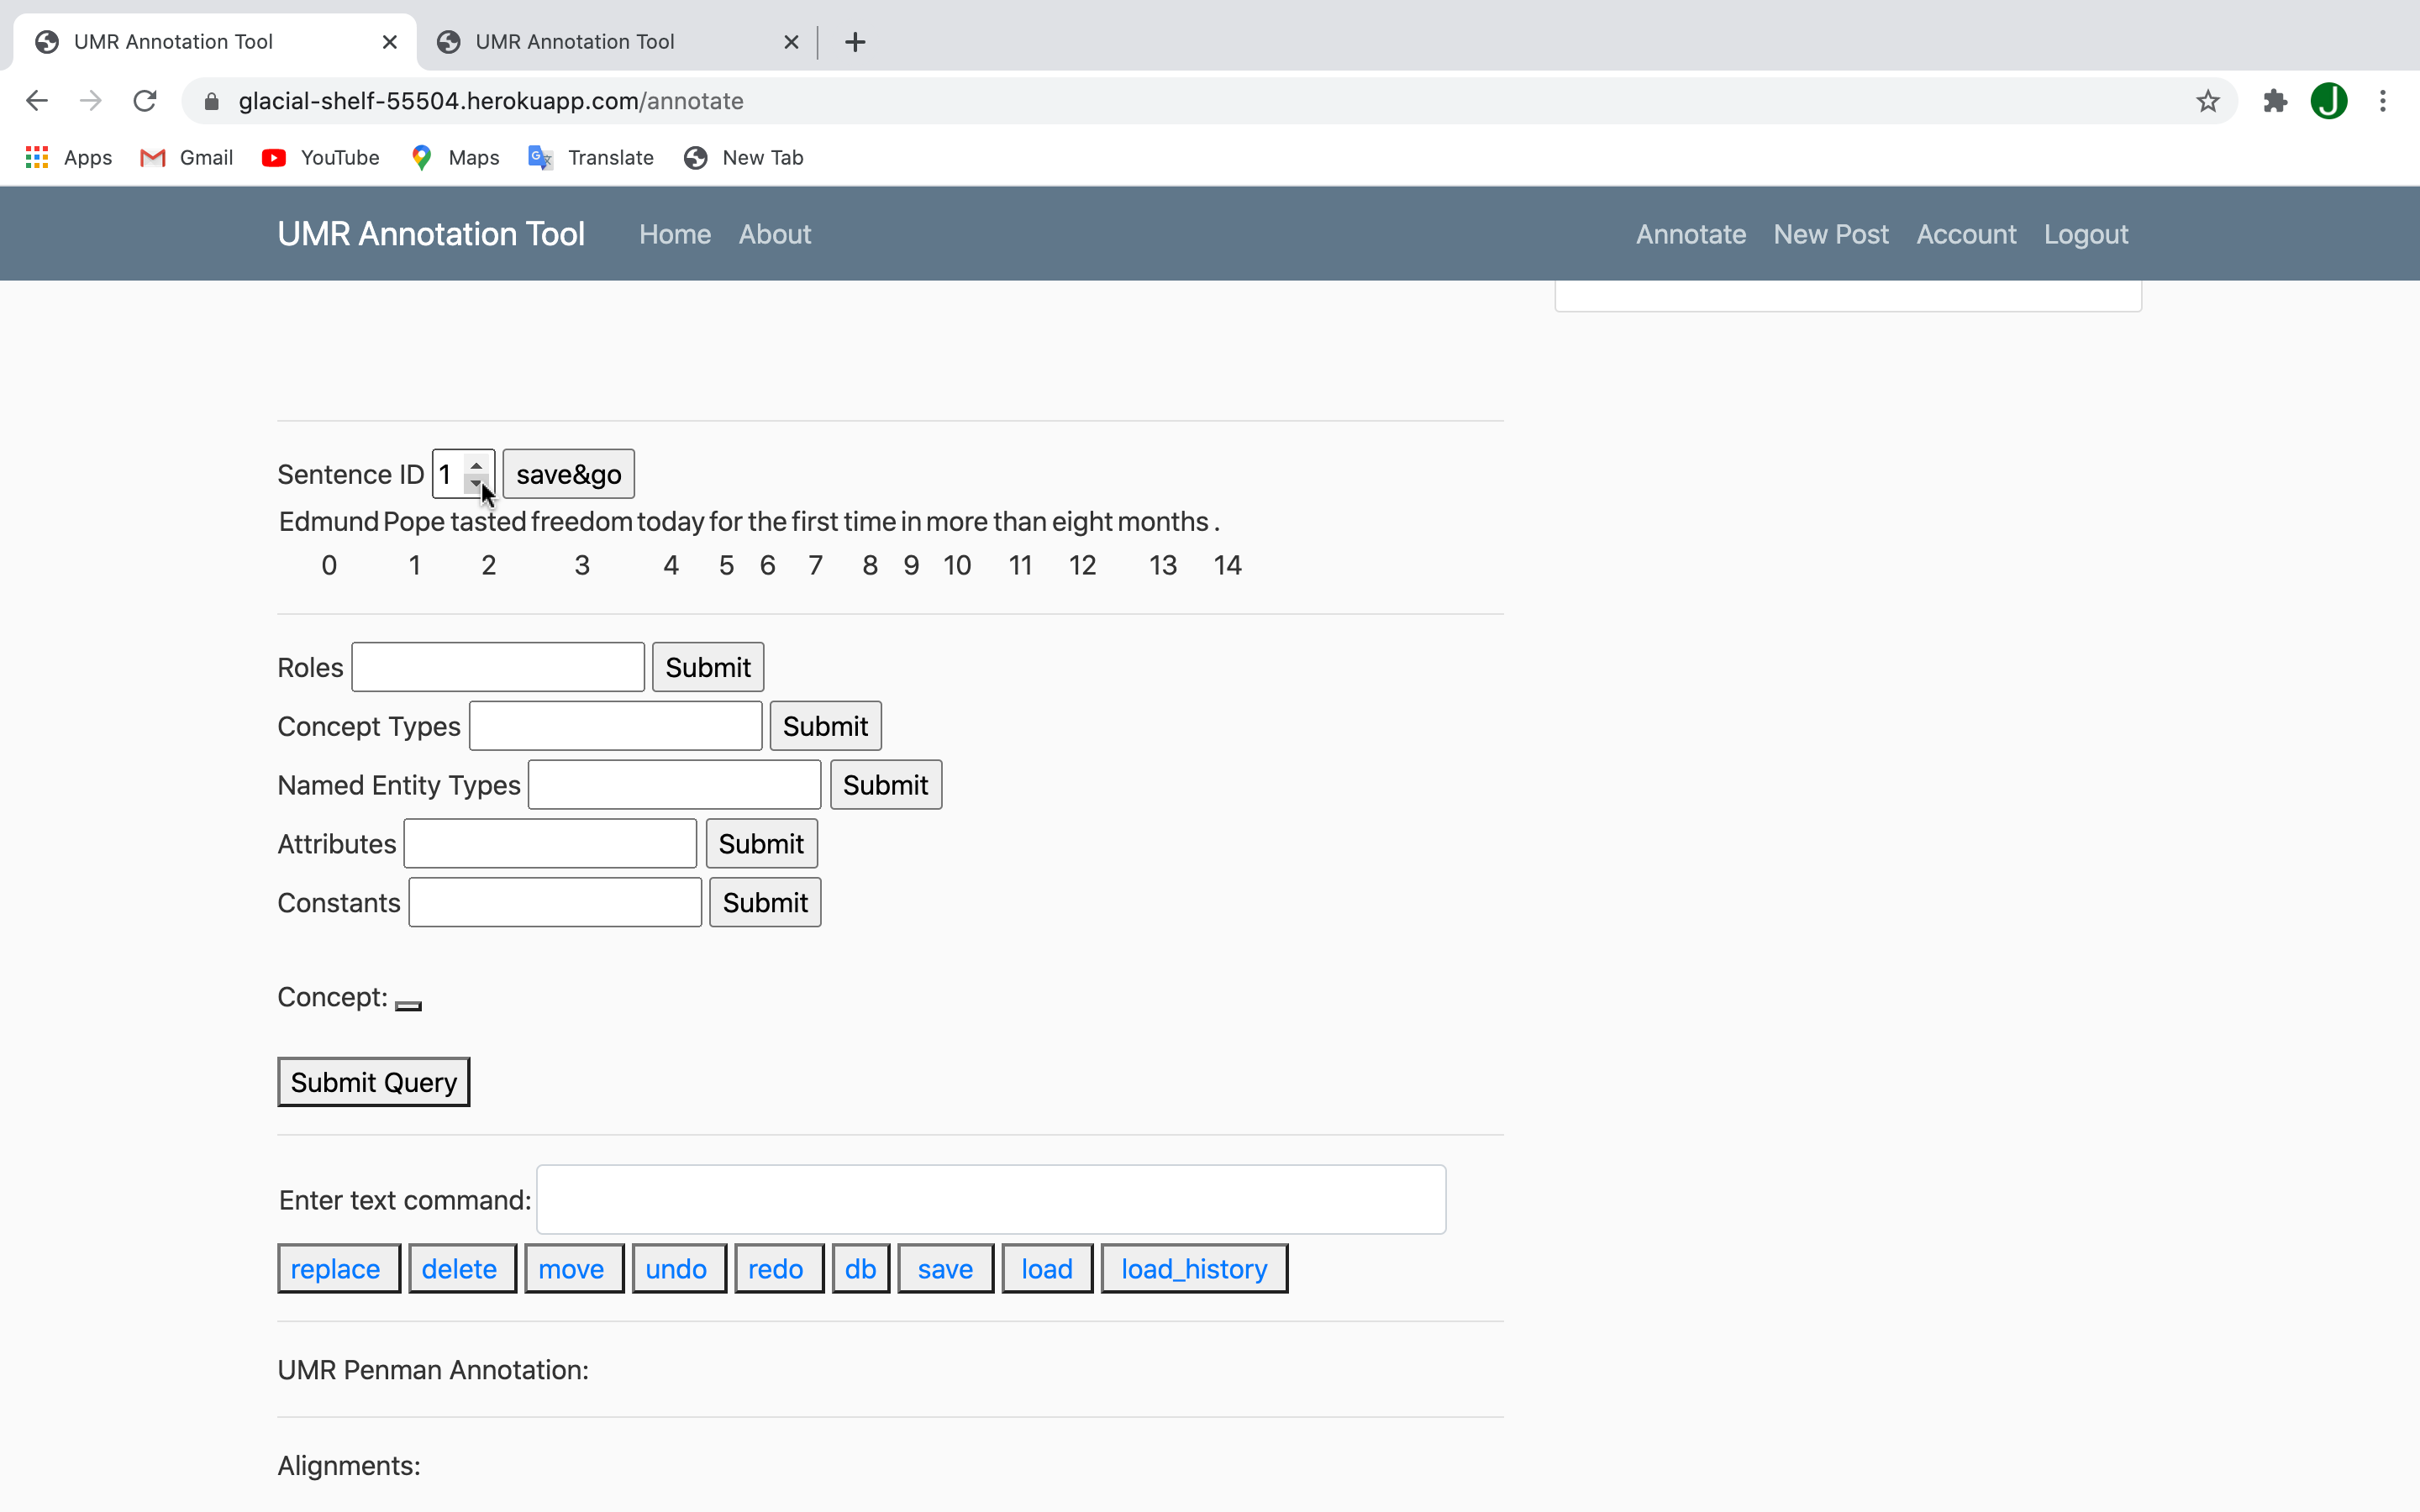 UMR Annotation Tool UMR Annotation Tool
glacial-shelf-55504.herokuapp.com/annotate J
Apps Gmail YouTube Maps Translate New Tab
UMR Annotation Tool Home About Annotate New Post Account Logout
Sentence ID 1 save&go
Edmund Pope tasted freedom today for the first time in more than eight months .
0 1 2 3 4 5 6 7 8 9 10 11 12 13 14
Roles Submit
Concept Types Submit
Named Entity Types Submit
Attributes Submit
Constants Submit
Concept:
Submit Query
Enter text command:
replace delete move undo redo db save load load_history
UMR Penman Annotation:
Alignments: